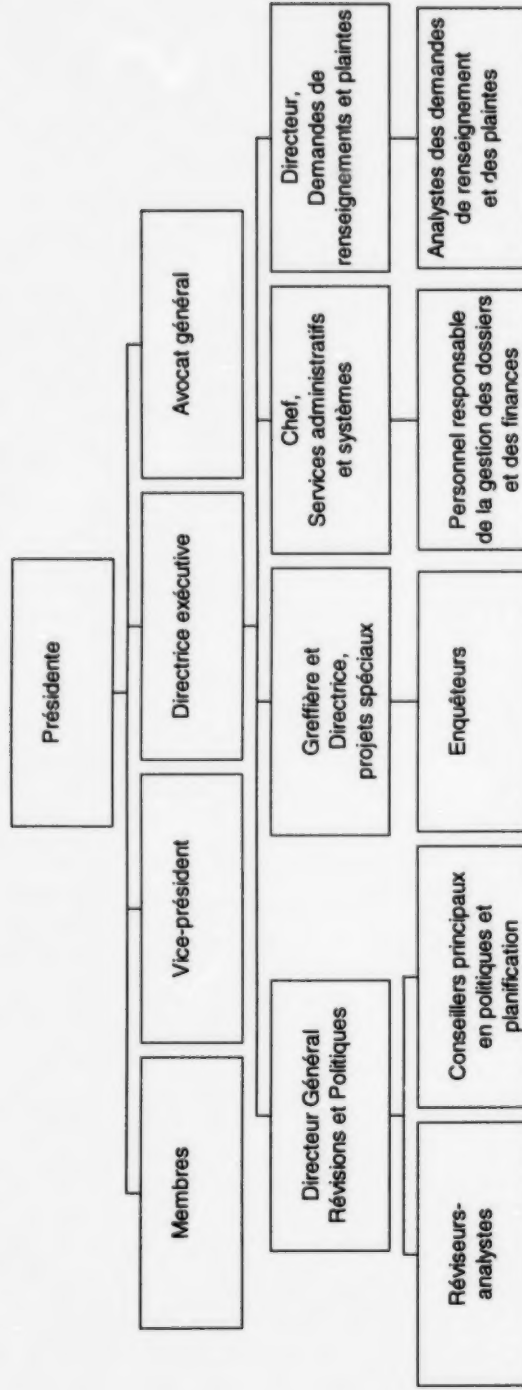 Présidente
Membres
Vice-président
Directrice exécutive
Avocat général
Directeur Général
Révisions et Politiques
Greffière et
Directrice,
projets spéciaux
Chef,
Services administratifs
et systèmes
Directeur,
Demandes de
renseignements et plaintes
Réviseurs-
analystes
Conseillers principaux
en politiques et
planification
Enquêteurs
Personnel responsable
de la gestion des dossiers
et des finances
Analystes des demandes
de renseignement
et des plaintes